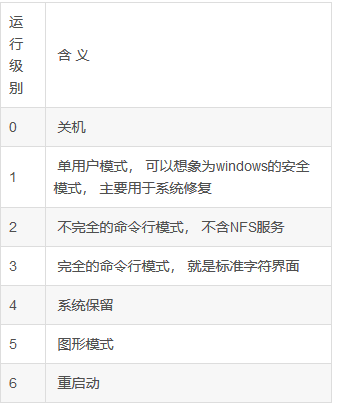 运
行
级
别
含 义
0
关机
1
单用户模式， 可以想象为windows的安全
模式， 主要用于系统修复
2
不完全的命令行模式， 不含NFS服务
3
完全的命令行模式， 就是标准字符界面
4
系统保留
5
图形模式
6
重启动